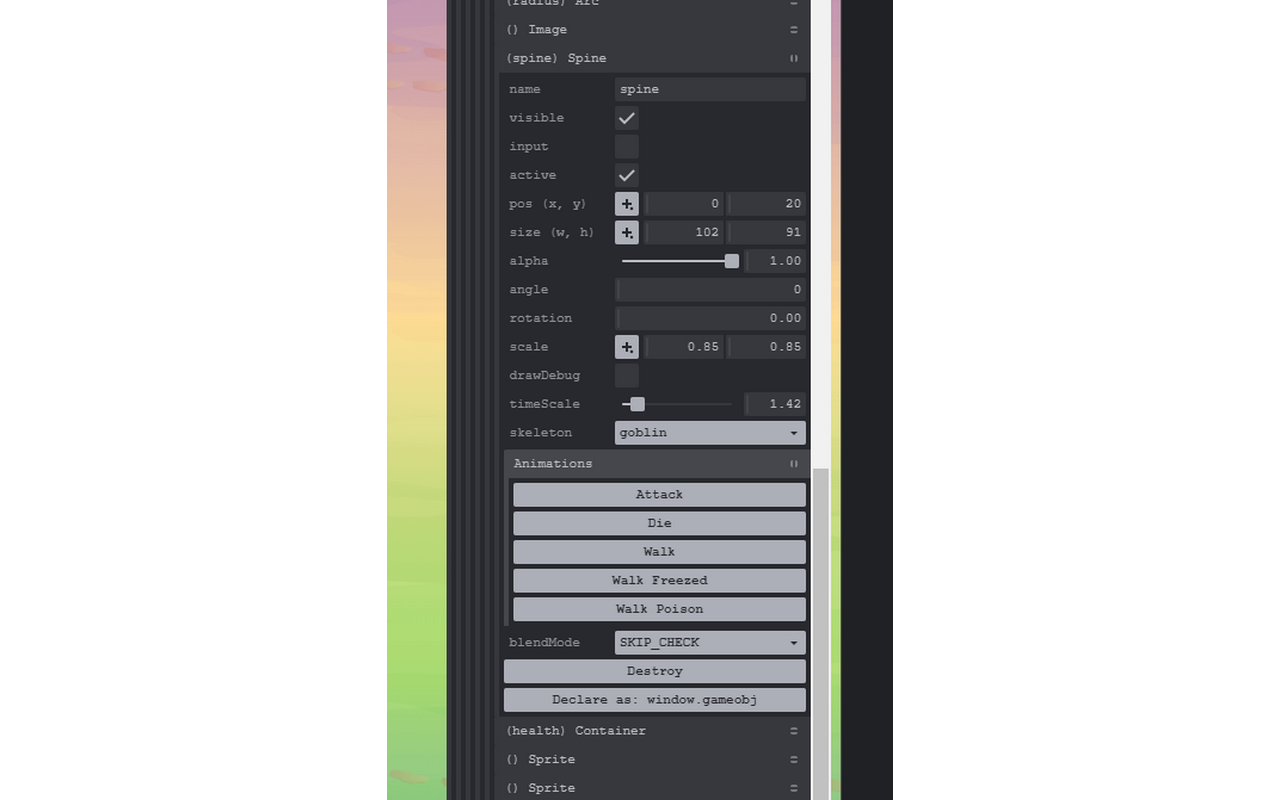 (radius) Arc
() Image
(spine) Spine
name spine
visible
input
active
pos (x, y) 0 20
size (w, h) 102 91
alpha 1.00
angle 0
rotation 0.00
scale 0.85 0.85
drawDebug
timeScale 1.42
skeleton goblin
Animations
Attack
Die
Walk
Walk Freezed
Walk Poison
blendMode SKIP_CHECK
Destroy
Declare as: window.gameobj
(health) Container
() Sprite
() Sprite